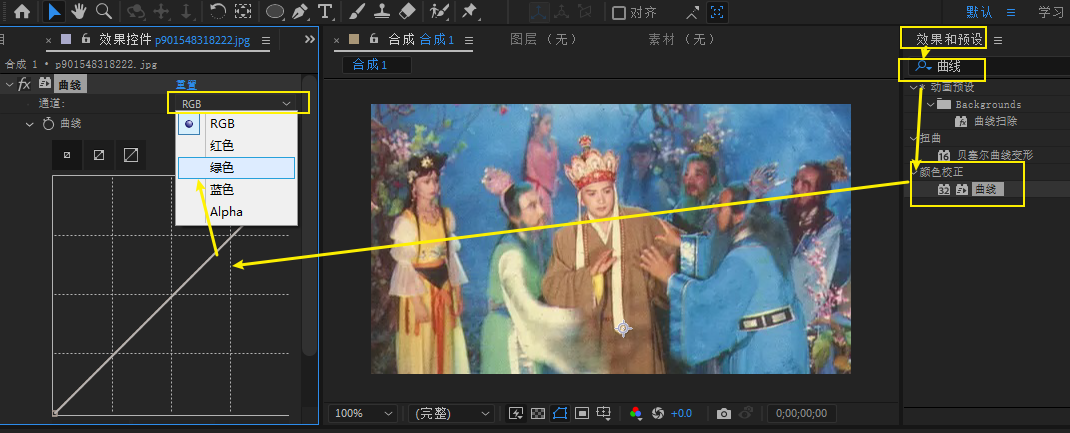 对齐
默认
学习
目
效果控件 p901548318222.jpg
合成 合成 1
图层（无）
素材（无）
效果和预设
合成 1 • p901548318222.jpg
合成1
曲线
fx 曲线
重置
动画预设
通道:
RGB
Backgrounds
RGB
曲线扫除
曲线
红色
扭曲
绿色
16 贝塞尔曲线变形
蓝色
颜色校正
Alpha
32 曲线
100%
(完整)
+0.0
0;00;00;00